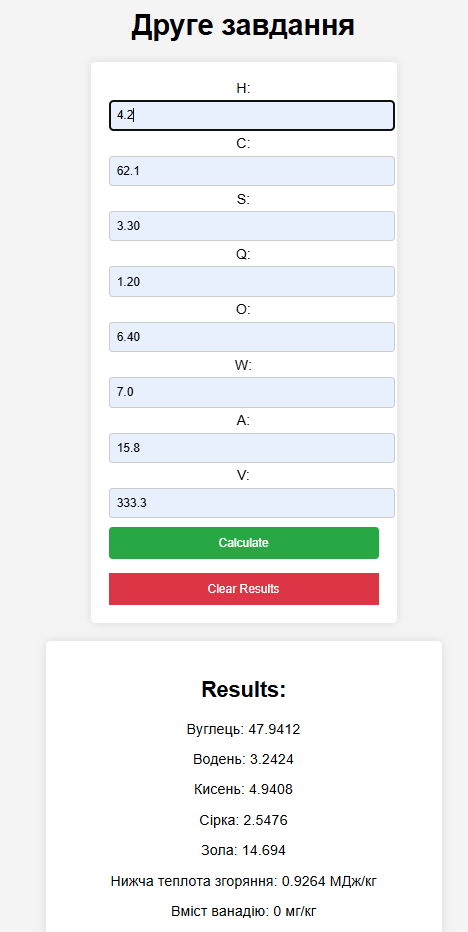 Друге завдання
H:
4.2
C:
62.1
S:
3.30
Q:
1.20
O:
6.40
W:
7.0
A:
15.8
V:
333.3
Calculate
Clear Results
Results:
Вуглець: 47.9412
Водень: 3.2424
Кисень: 4.9408
Сірка: 2.5476
Зола: 14.694
Нижча теплота згоряння: 0.9264 МДж/кг
Вміст ванадію: 0 мг/кг